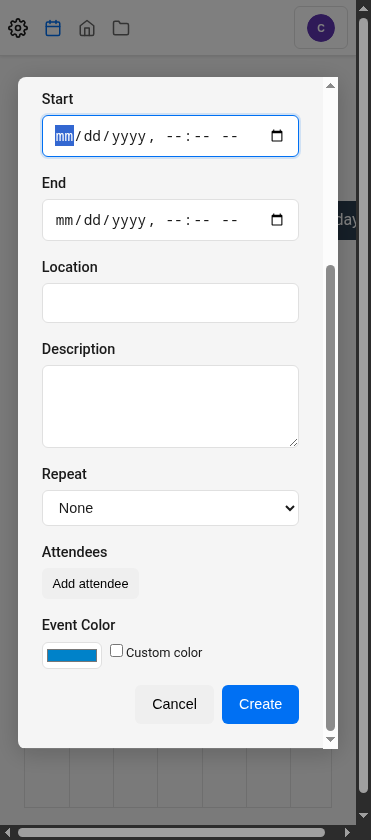 C
Start
mm/dd/yyyy, --:-- --
End
mm/dd/yyyy, --:-- --
day
Location
Description
Repeat
None
Attendees
Add attendee
Event Color
Custom color
Cancel
Create